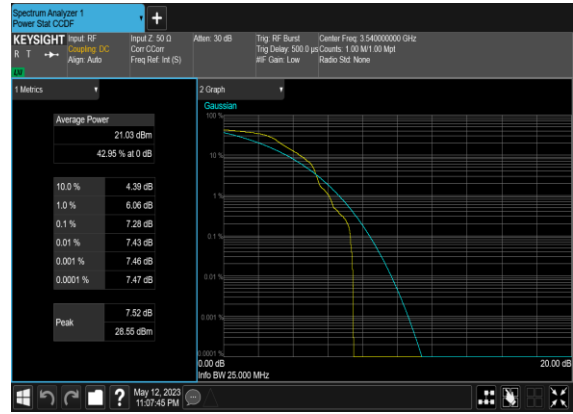 Spectrum Analyzer 1
Power Stat CCDF
+
KEYSIGHT
R T
LXI
Input: RF
Coupling: DC
Align: Auto
Input Z: 50 Ω
Corr CCorr
Freq Ref: Int (S)
Atten: 30 dB
Trig: RF Burst
Trig Delay: 500.0 µs
#IF Gain: Low
Center Freq: 3.540000000 GHz
Counts: 1.00 M/1.00 Mpt
Radio Std: None
1 Metrics
Average Power
21.03 dBm
42.95 % at 0 dB
10.0 % 4.39 dB
1.0 % 6.06 dB
0.1 % 7.28 dB
0.01 % 7.43 dB
0.001 % 7.46 dB
0.0001 % 7.47 dB
Peak
7.52 dB
28.55 dBm
2 Graph
Gaussian
100 %
10 %
1 %
0.1 %
0.01 %
0.001 %
0.0001 %
0.00 dB 20.00 dB
Info BW 25.000 MHz
?
May 12, 2023
11:07:45 PM